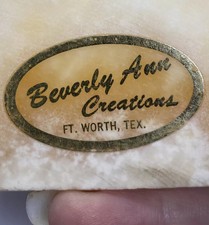 Beverly Ann
Creations
FT. WORTH, TEX.